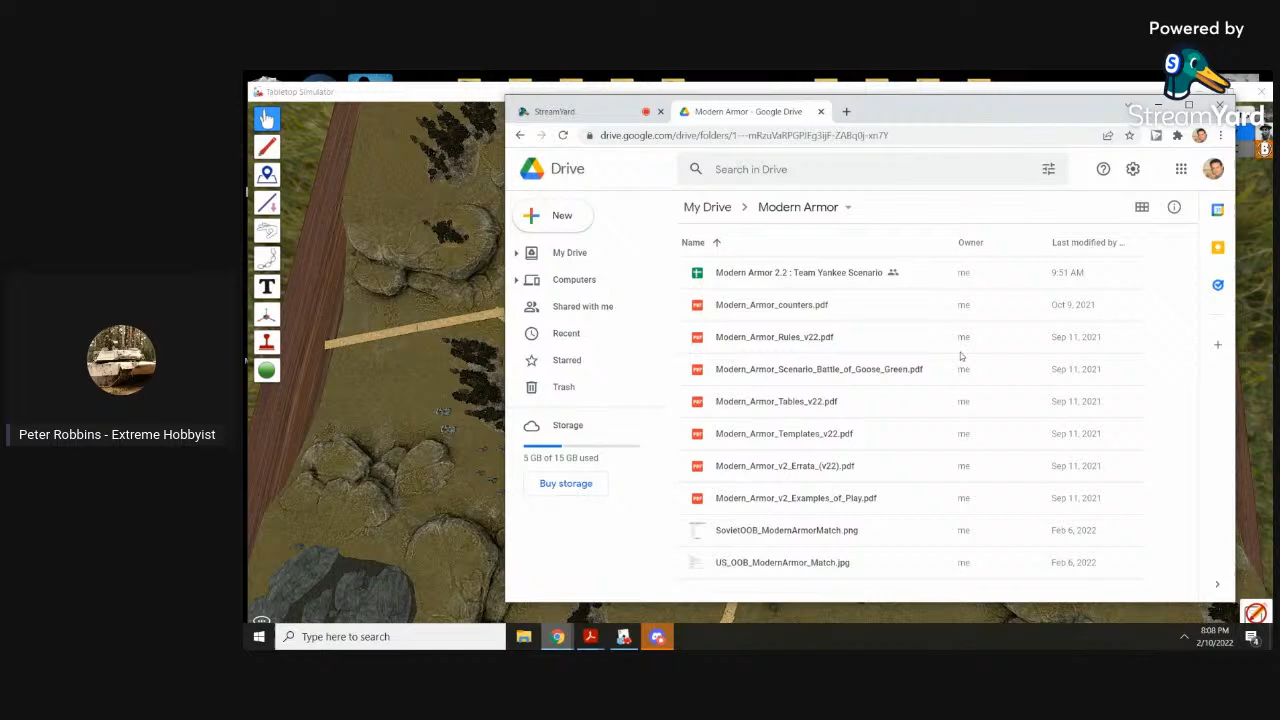 Powered by
StreamYard
Tabletop Simulator
StreamYard
Modern Armor - Google Drive
drive.google.com/drive/folders/1---mRzuVaRPGPJFg3ijF-ZABq0j-xn7Y
Drive
Search in Drive
New
My Drive
Computers
Shared with me
Recent
Starred
Trash
Storage
5 GB of 15 GB used
Buy storage
My Drive
Modern Armor
Name
Owner
Last modified by ...
Modern Armor 2.2 : Team Yankee Scenario
me
9:51 AM
Modern_Armor_counters.pdf
me
Oct 9, 2021
Modern_Armor_Rules_v22.pdf
me
Sep 11, 2021
Modern_Armor_Scenario_Battle_of_Goose_Green.pdf
me
Sep 11, 2021
Modern_Armor_Tables_v22.pdf
me
Sep 11, 2021
Modern_Armor_Templates_v22.pdf
me
Sep 11, 2021
Modern_Armor_v2_Errata_(v22).pdf
me
Sep 11, 2021
Modern_Armor_v2_Examples_of_Play.pdf
me
Sep 11, 2021
SovietOOB_ModernArmorMatch.png
me
Feb 6, 2022
US_OOB_ModernArmor_Match.jpg
me
Feb 6, 2022
Peter Robbins - Extreme Hobbyist
Type here to search
8:08 PM
2/10/2022